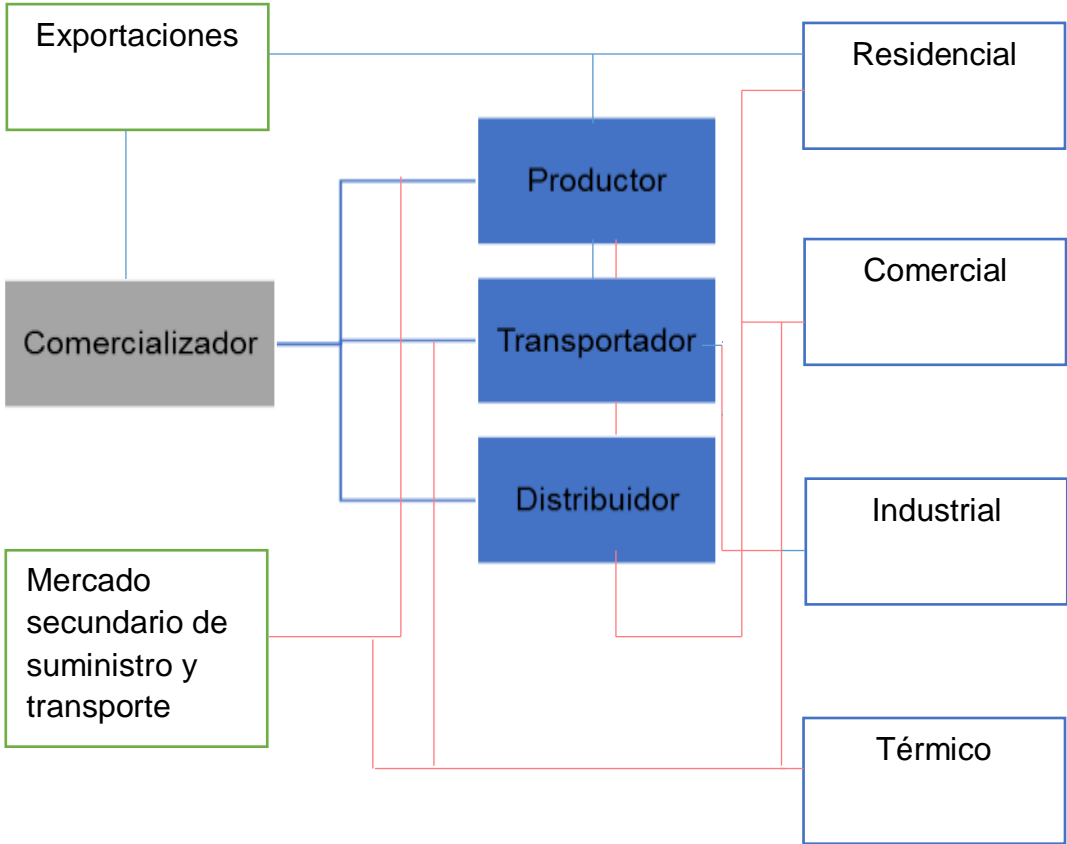 Exportaciones
Residencial
Productor
Comercial
Comercializador
Transportador
Distribuidor
Industrial
Mercado
secundario de
suministro y
transporte
Térmico